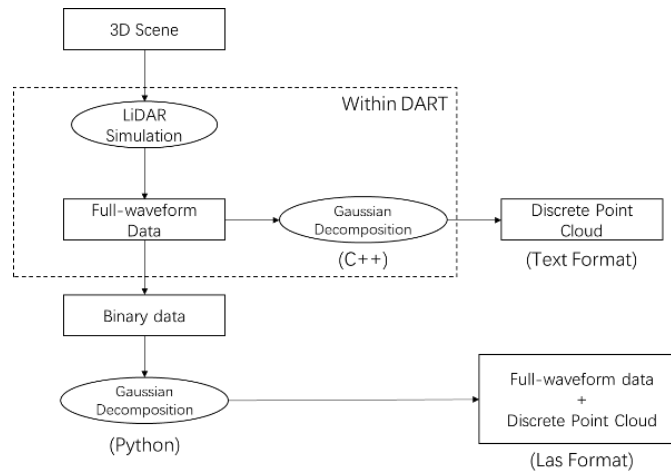 3D Scene
Within DART
LiDAR
Simulation
Full-waveform
Data
Gaussian
Decomposition
(C++)
Discrete Point
Cloud
(Text Format)
Binary data
Gaussian
Decomposition
(Python)
Full-waveform data
+
Discrete Point Cloud
(Las Format)